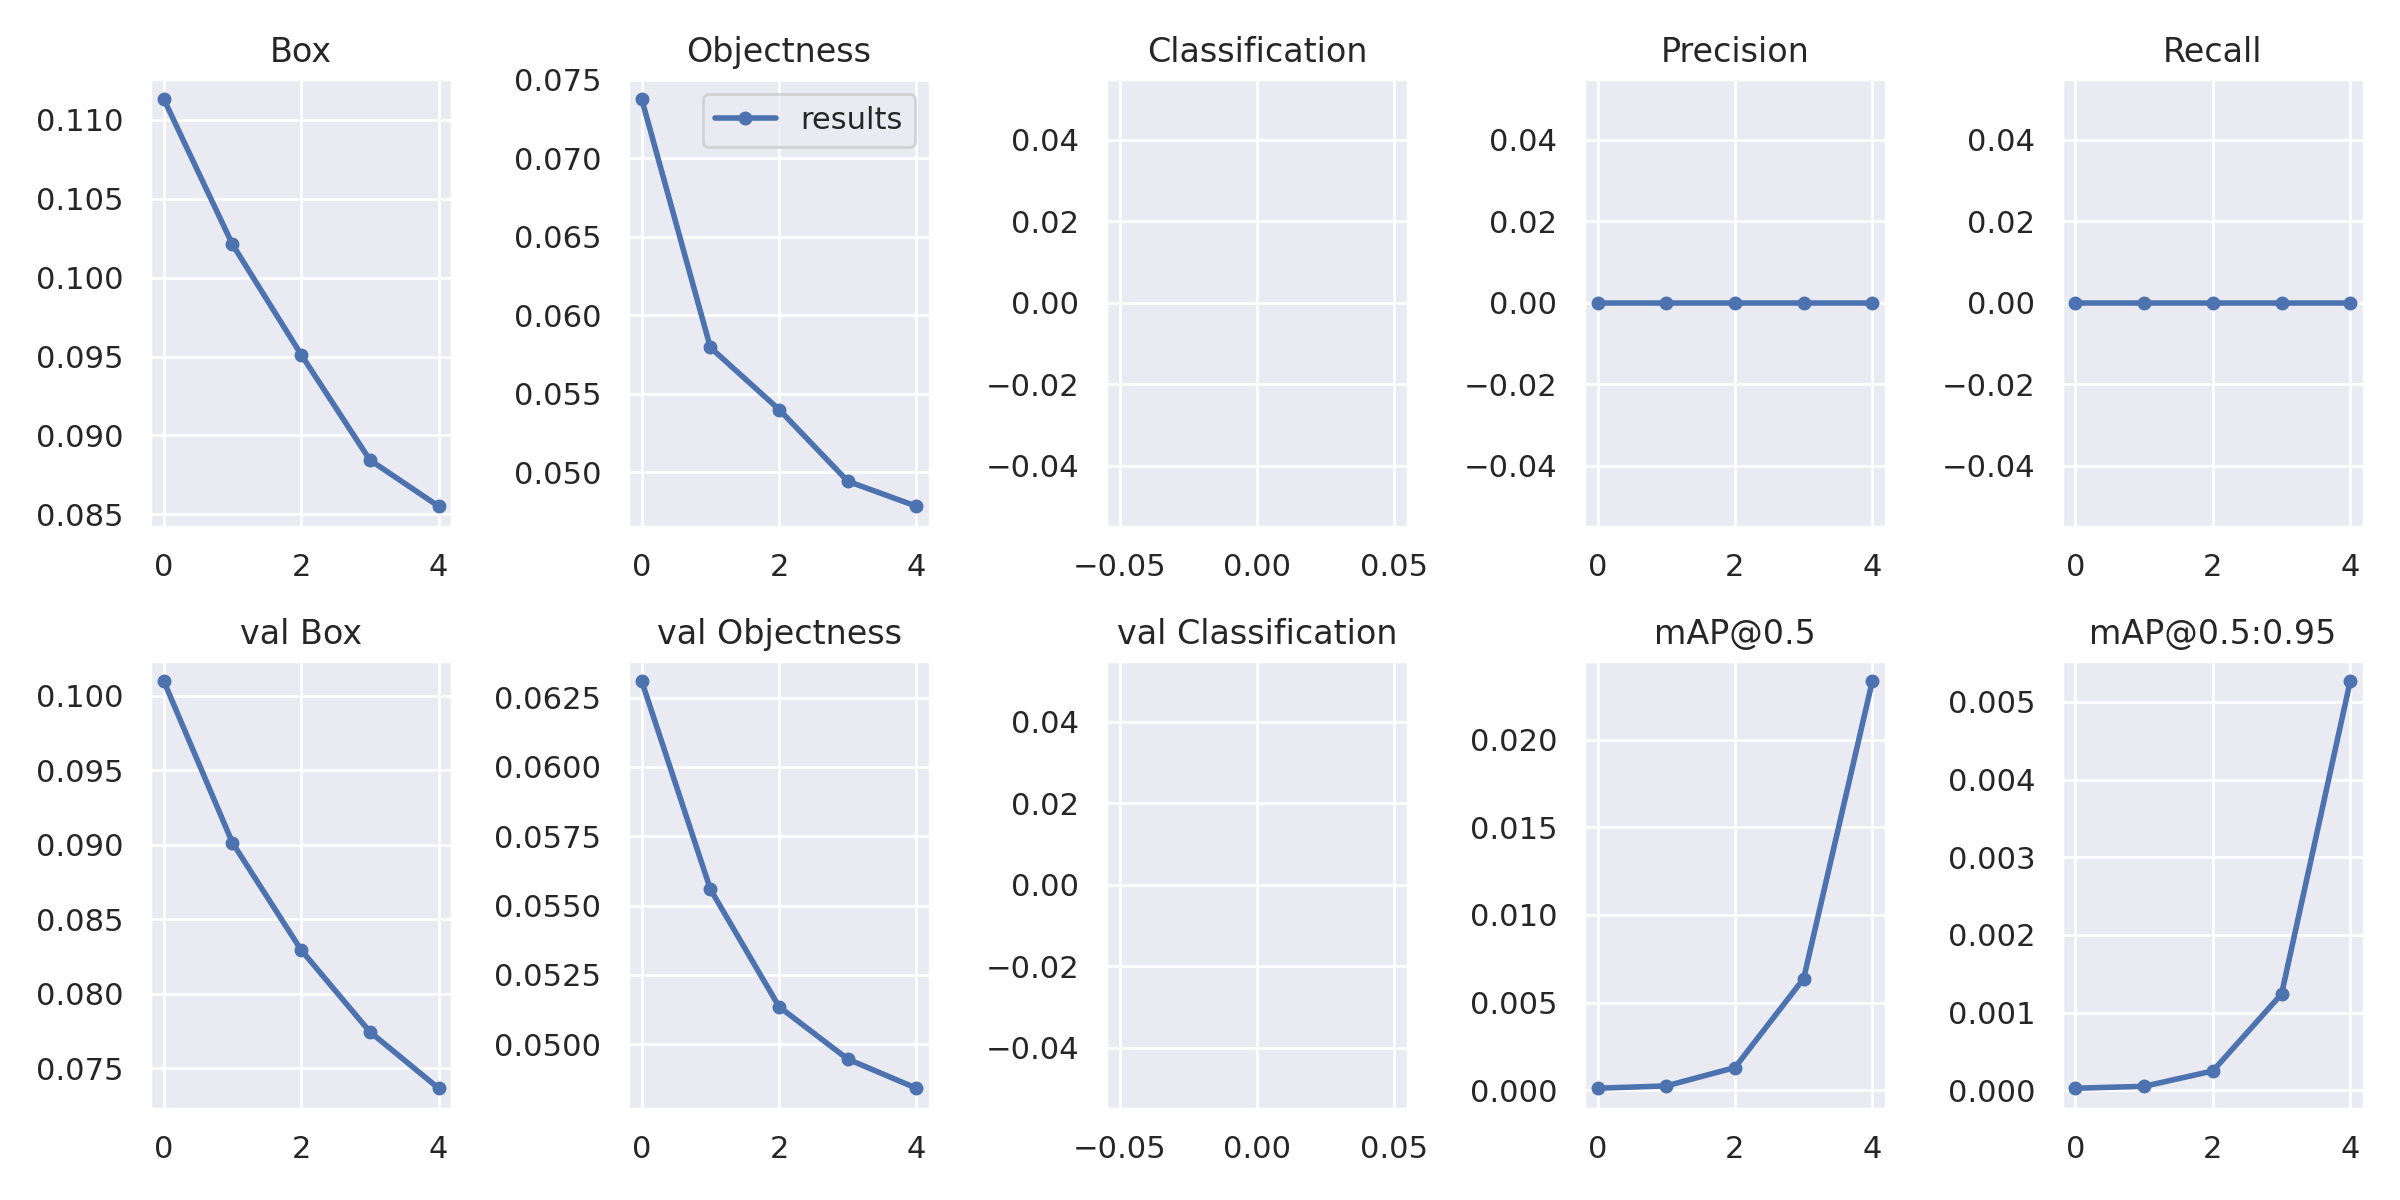 Box
0.110
0.105
0.100
0.095
0.090
0.085
0 2 4
Objectness
results
0.075
0.070
0.065
0.060
0.055
0.050
0 2 4
Classification
0.04
0.02
0.00
−0.02
−0.04
−0.05 0.00 0.05
Precision
0.04
0.02
0.00
−0.02
−0.04
0 2 4
Recall
0.04
0.02
0.00
−0.02
−0.04
0 2 4
val Box
0.100
0.095
0.090
0.085
0.080
0.075
0 2 4
val Objectness
0.0625
0.0600
0.0575
0.0550
0.0525
0.0500
0 2 4
val Classification
0.04
0.02
0.00
−0.02
−0.04
−0.05 0.00 0.05
mAP@0.5
0.020
0.015
0.010
0.005
0.000
0 2 4
mAP@0.5:0.95
0.005
0.004
0.003
0.002
0.001
0.000
0 2 4